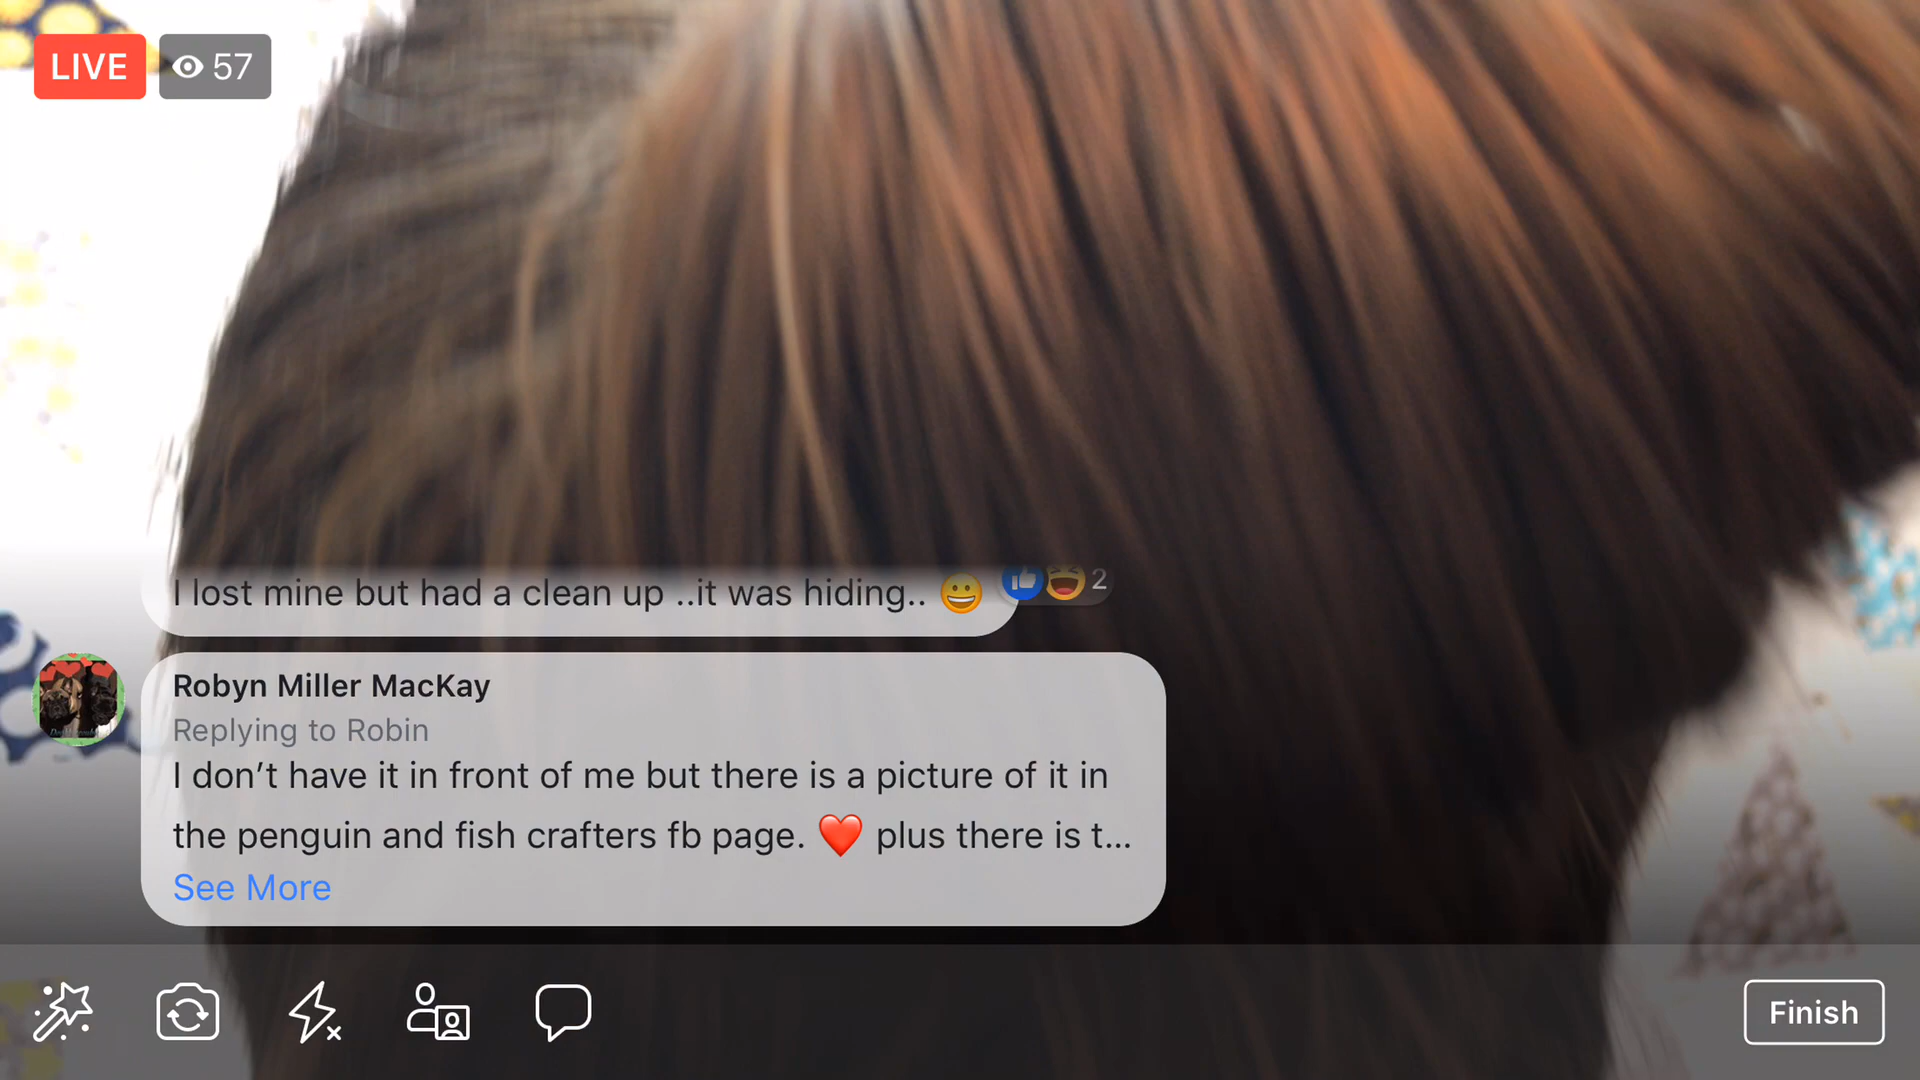 LIVE 57
I lost mine but had a clean up ..it was hiding.. 😀 2
Robyn Miller MacKay
Replying to Robin
I don’t have it in front of me but there is a picture of it in
the penguin and fish crafters fb page. ❤️ plus there is t...
See More
Finish